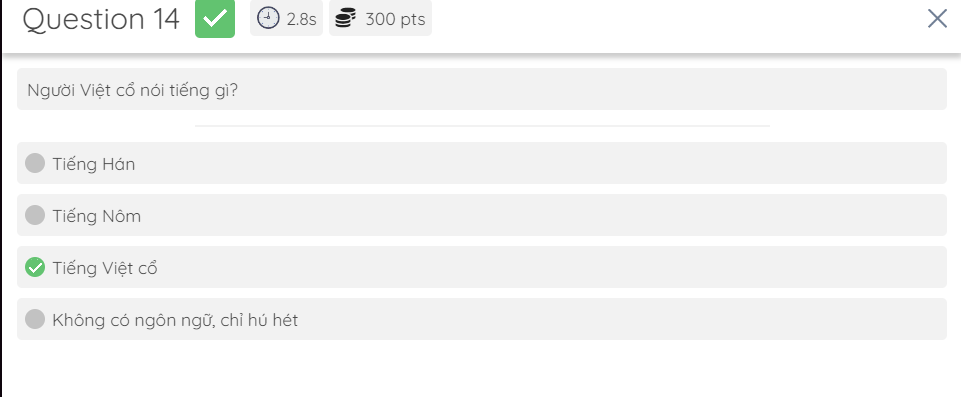 Question 14 2.8s 300 pts
Người Việt cổ nói tiếng gì?
Tiếng Hán
Tiếng Nôm
Tiếng Việt cổ
Không có ngôn ngữ, chỉ hú hét